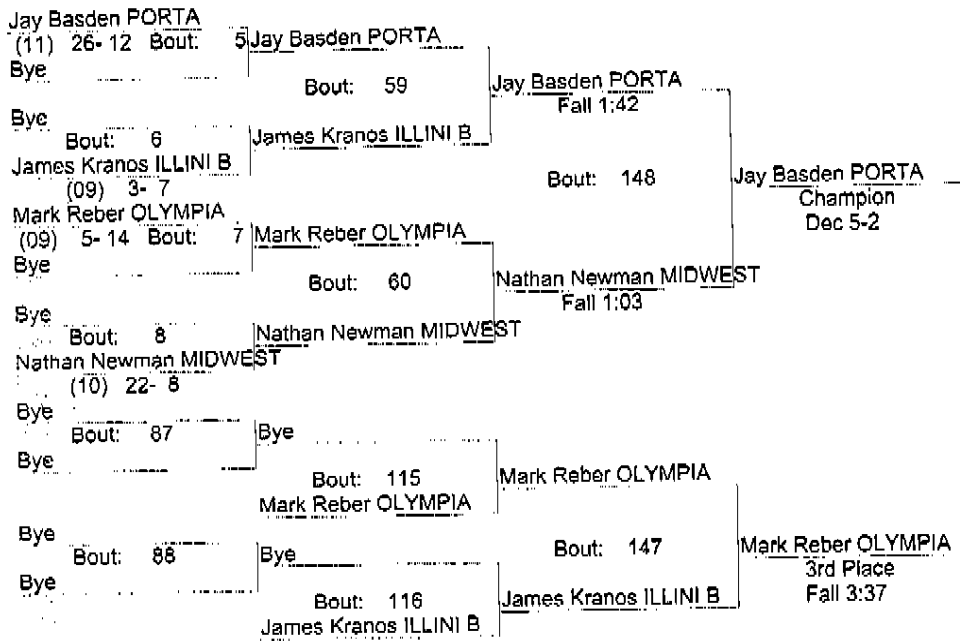 Jay Basden PORTA
(11) 26- 12 Bout: 5 Jay Basden PORTA
Bye
Bout: 59 Jay Basden PORTA
Fall 1:42
Bye
Bout: 6 James Kranos ILLINI B
James Kranos ILLINI B
(09) 3- 7
Bout: 148 Jay Basden PORTA
Champion
Dec 5-2
Mark Reber OLYMPIA
(09) 5- 14 Bout: 7 Mark Reber OLYMPIA
Bye
Bout: 60 Nathan Newman MIDWEST
Fall 1:03
Bye
Bout: 8 Nathan Newman MIDWEST
Nathan Newman MIDWEST
(10) 22- 8
Bye
Bout: 87 Bye
Bye
Bout: 115 Mark Reber OLYMPIA
Mark Reber OLYMPIA
Bye
Bout: 88 Bye
Bout: 147 Mark Reber OLYMPIA
3rd Place
Fall 3:37
Bye
Bout: 116 James Kranos ILLINI B
James Kranos ILLINI B